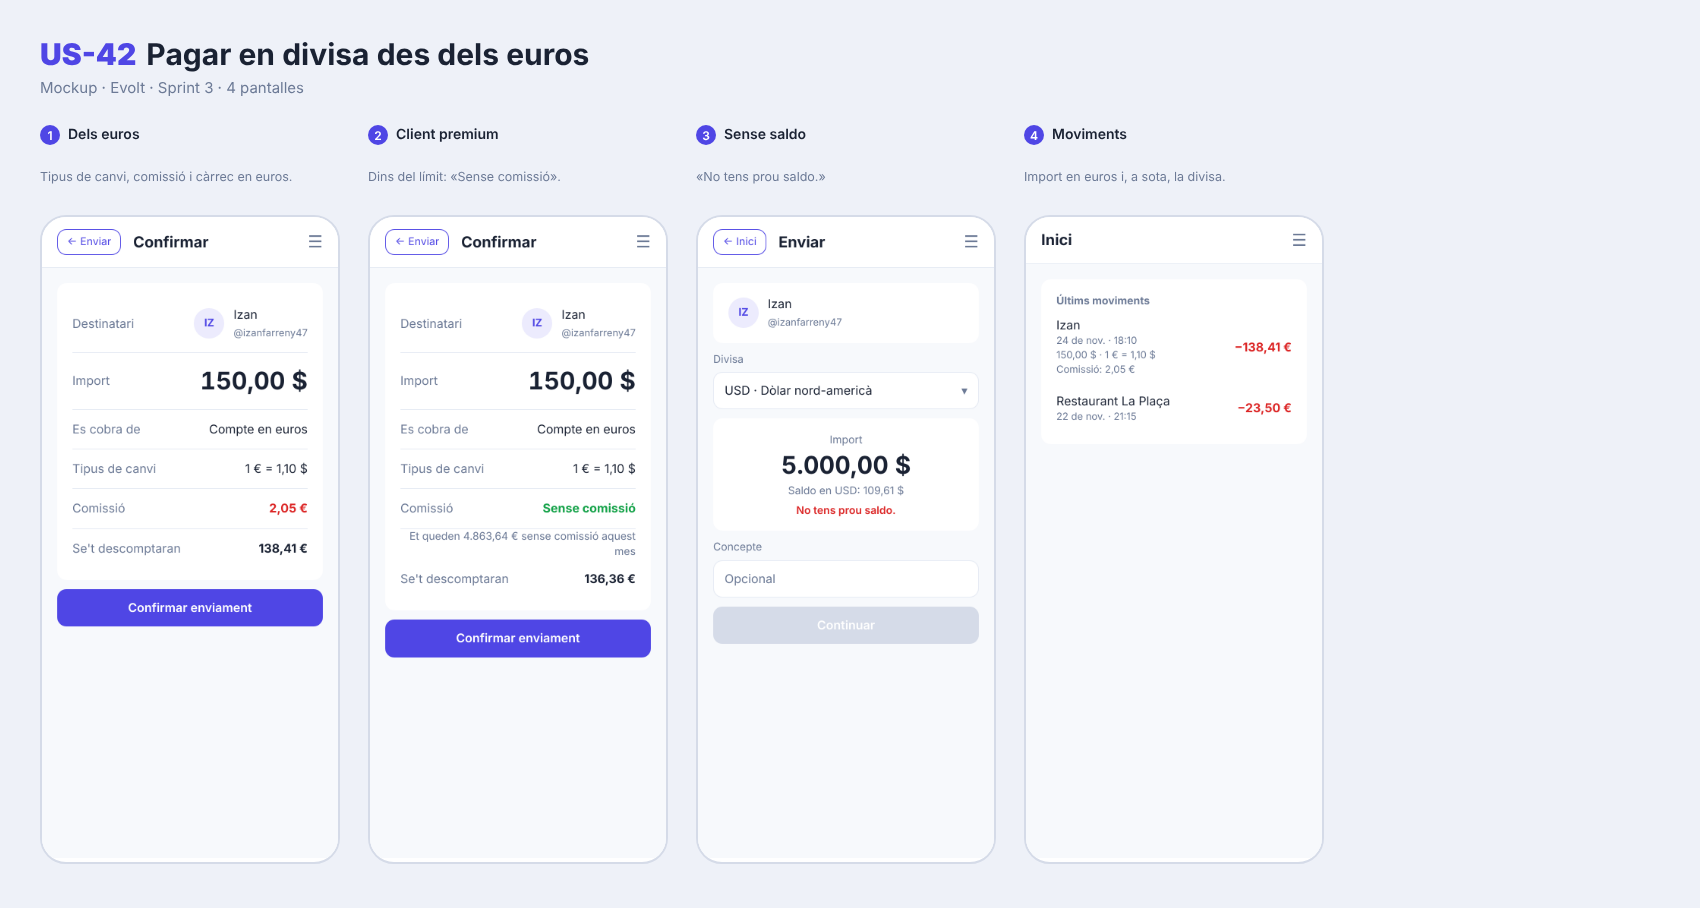 US-42 Pagar en divisa des dels euros
Mockup · Evolt · Sprint 3 · 4 pantalles
1 Dels euros
Tipus de canvi, comissió i càrrec en euros.
← Enviar Confirmar ☰
Destinatari
IZ Izan
@izanfarreny47
Import 150,00 $
Es cobra de Compte en euros
Tipus de canvi 1 € = 1,10 $
Comissió 2,05 €
Se't descomptaran 138,41 €
Confirmar enviament
2 Client premium
Dins del límit: «Sense comissió».
← Enviar Confirmar ☰
Destinatari
IZ Izan
@izanfarreny47
Import 150,00 $
Es cobra de Compte en euros
Tipus de canvi 1 € = 1,10 $
Comissió Sense comissió
Et queden 4.863,64 € sense comissió aquest
mes
Se't descomptaran 136,36 €
Confirmar enviament
3 Sense saldo
«No tens prou saldo.»
← Inici Enviar ☰
IZ Izan
@izanfarreny47
Divisa
USD · Dòlar nord-americà ▾
Import
5.000,00 $
Saldo en USD: 109,61 $
No tens prou saldo.
Concepte
Opcional
Continuar
4 Moviments
Import en euros i, a sota, la divisa.
Inici ☰
Últims moviments
Izan
24 de nov. · 18:10
150,00 $ · 1 € = 1,10 $
Comissió: 2,05 €
−138,41 €
Restaurant La Plaça
22 de nov. · 21:15
−23,50 €